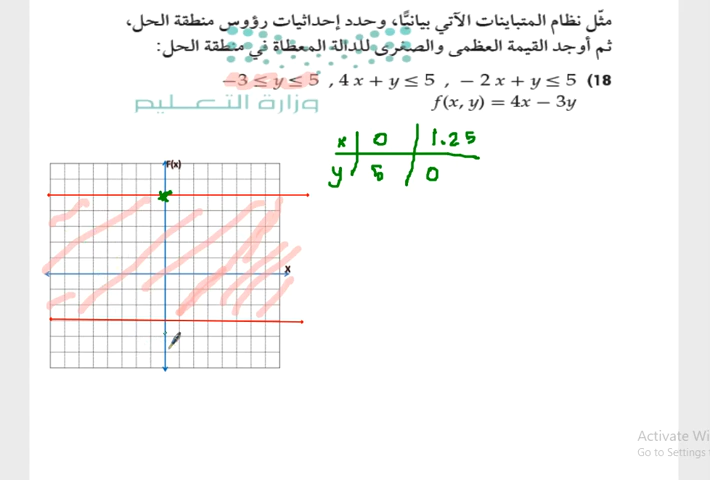 مثّل نظام المتباينات الآتي بيانيًّا، وحدد إحداثيات رؤوس منطقة الحل،
ثم أوجد القيمة العظمى والصغرى للدالة المعطاة في منطقة الحل:
18) −3 ≤ y ≤ 5 , 4x + y ≤ 5 , −2x + y ≤ 5
f(x, y) = 4x − 3y
وزارة التعليم
x | 0 | 1.25
y | 5 | 0
f(x)
x
Activate Wi
Go to Settings